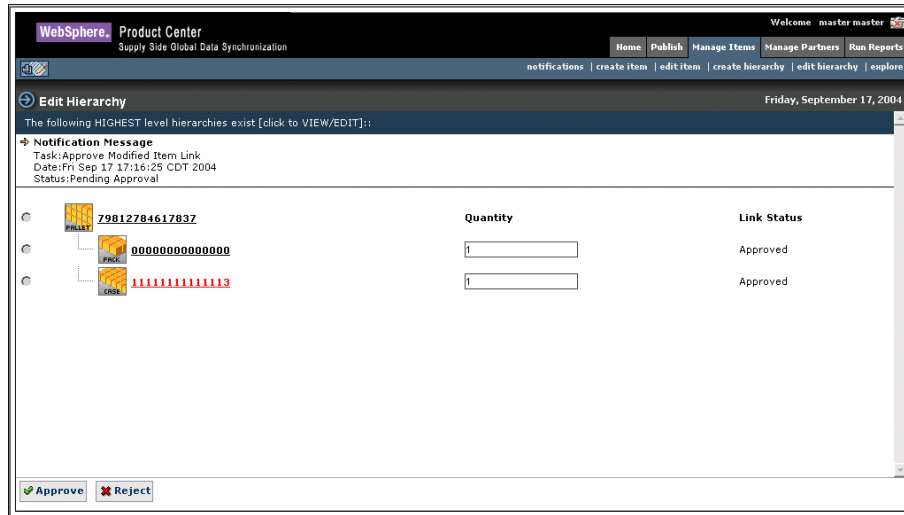 Welcome master master
WebSphere. Product Center
Supply Side Global Data Synchronization
Home Publish Manage Items Manage Partners Run Reports
notifications | create item | edit item | create hierarchy | edit hierarchy | explore
Edit Hierarchy Friday, September 17, 2004
The following HIGHEST level hierarchies exist [click to VIEW/EDIT]::
Notification Message
Task:Approve Modified Item Link
Date:Fri Sep 17 17:16:25 CDT 2004
Status:Pending Approval
PALLET 79812784617837 Quantity Link Status
PACK 00000000000000 1 Approved
CASE 11111111111113 1 Approved
Approve Reject